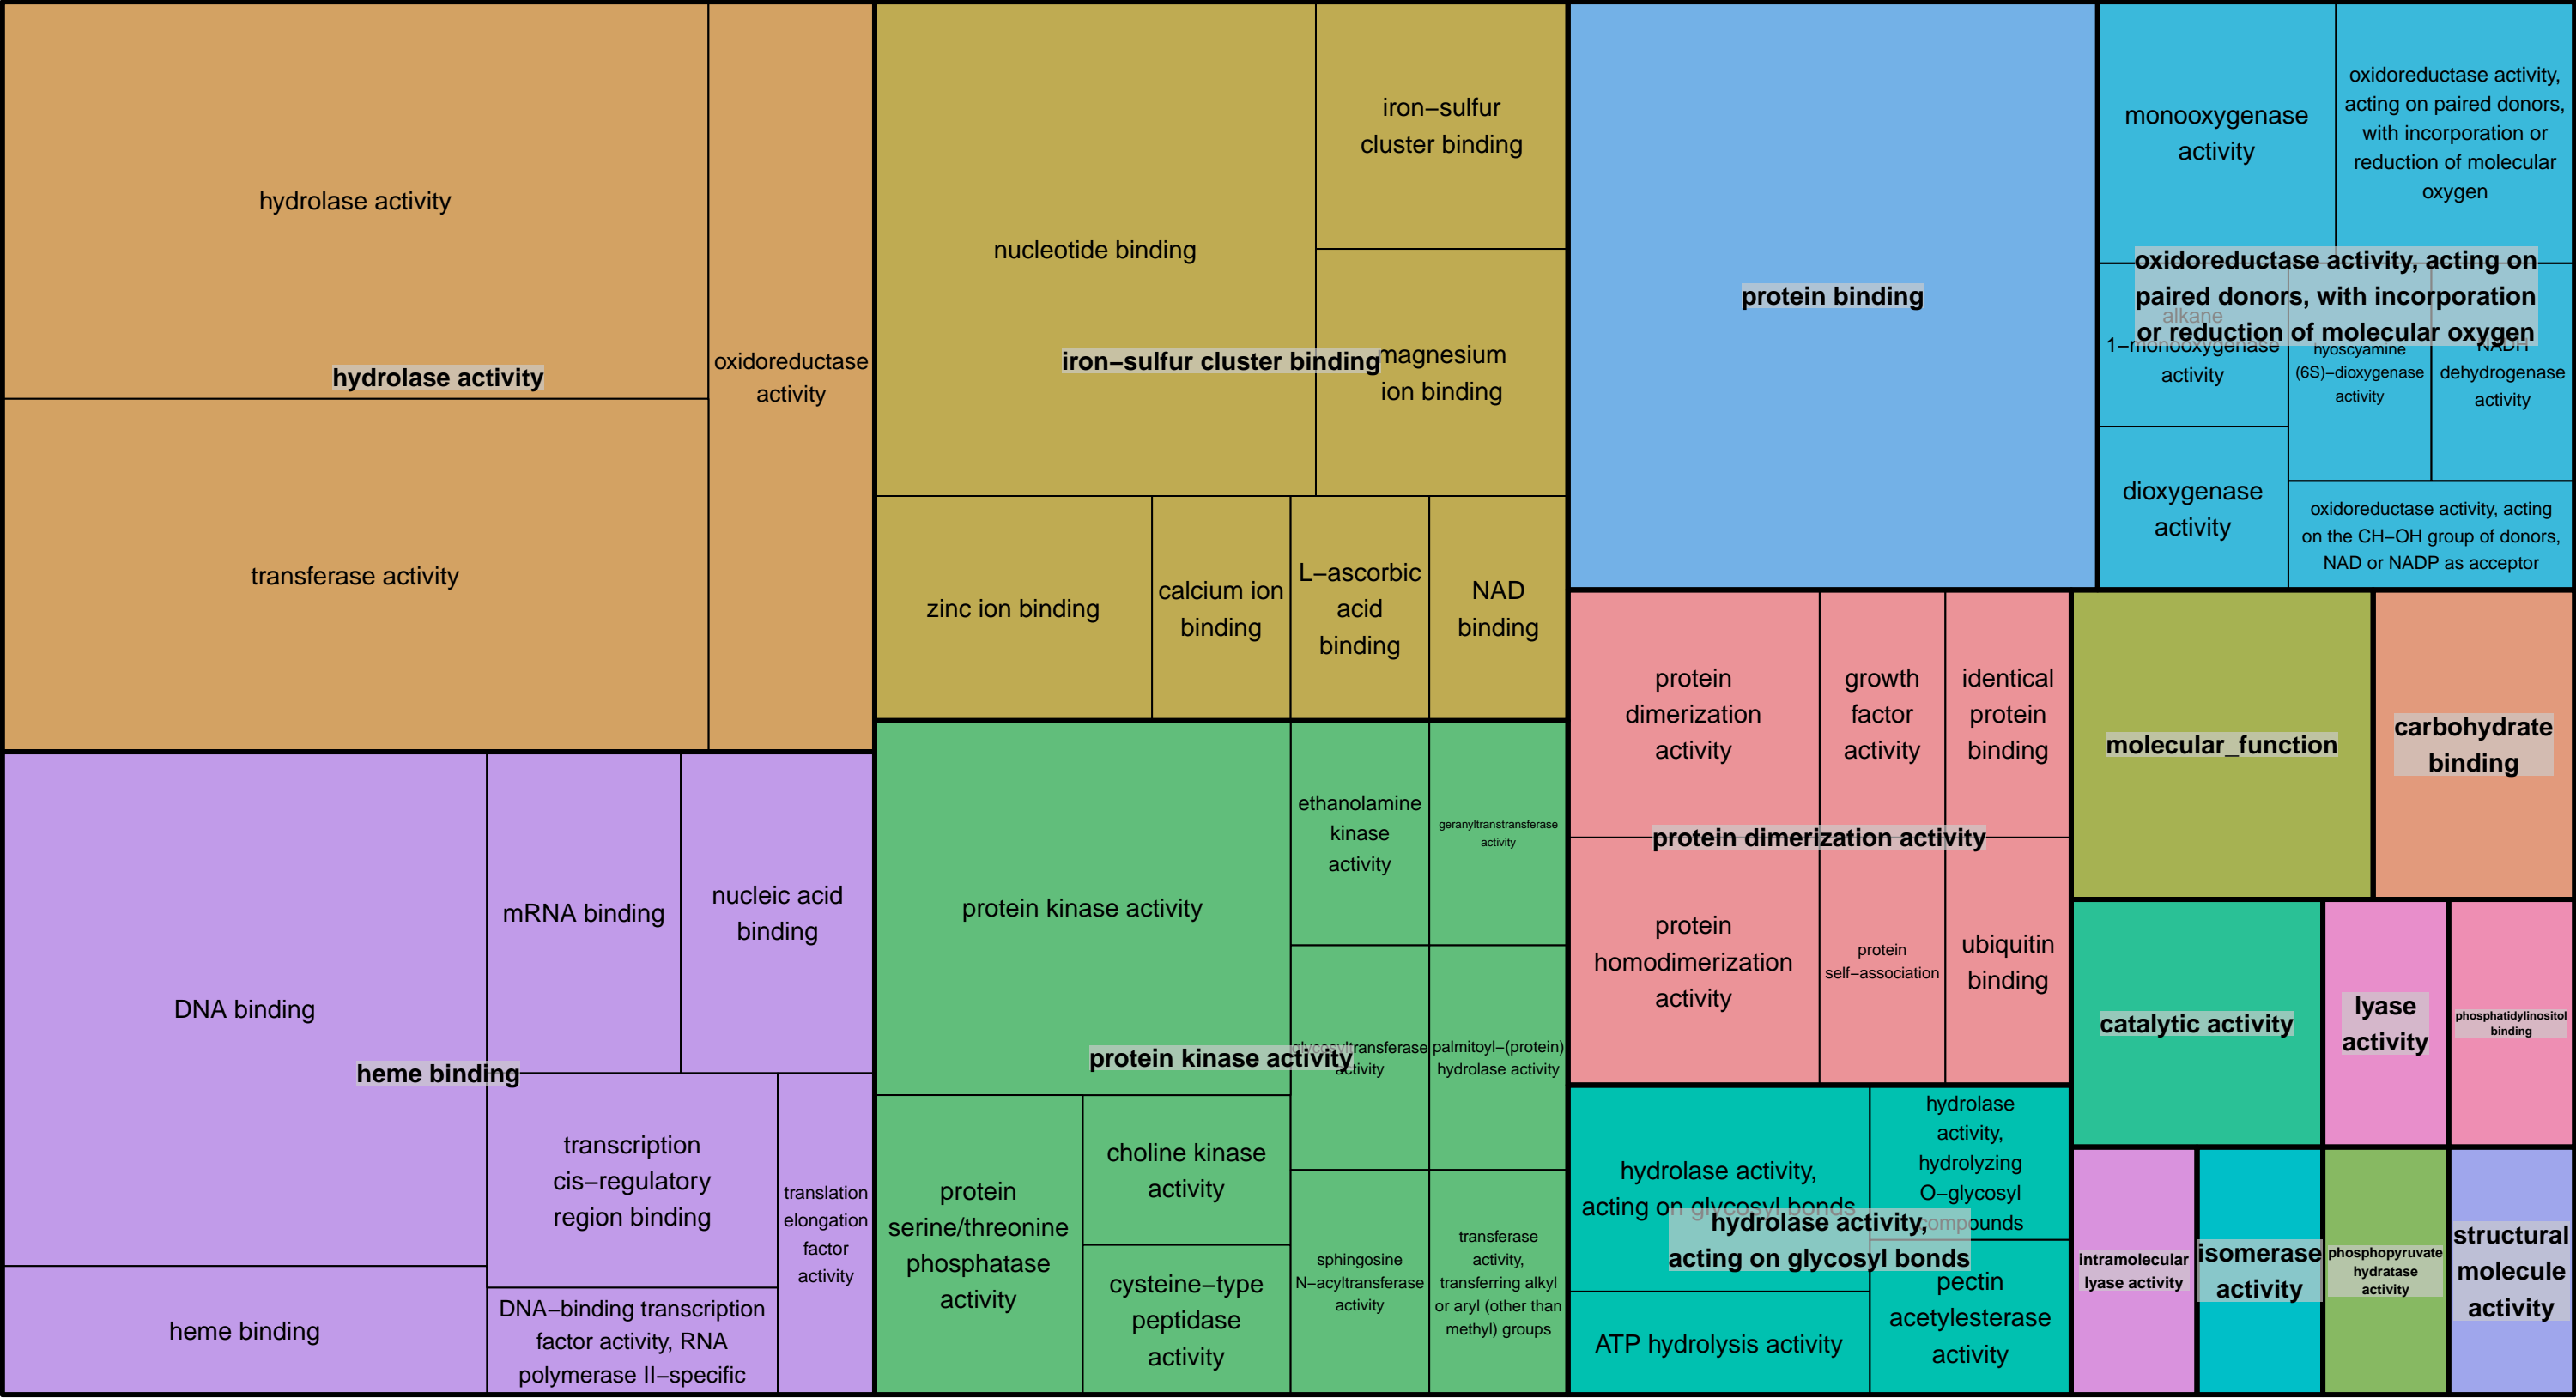 hydrolase activity
hydrolase activity
transferase activity
oxidoreductase
activity
DNA binding
heme binding
heme binding
mRNA binding
nucleic acid
binding
transcription
cis−regulatory
region binding
translation
elongation
factor
activity
DNA−binding transcription
factor activity, RNA
polymerase II−specific
nucleotide binding
iron−sulfur
cluster binding
iron−sulfur cluster binding
magnesium
ion binding
zinc ion binding
calcium ion
binding
L−ascorbic
acid
binding
NAD
binding
protein kinase activity
ethanolamine
kinase
activity
geranyltranstransferase
activity
protein kinase activity
glycosyltransferase
activity
palmitoyl−(protein)
hydrolase activity
protein
serine/threonine
phosphatase
activity
choline kinase
activity
cysteine−type
peptidase
activity
sphingosine
N−acyltransferase
activity
transferase
activity,
transferring alkyl
or aryl (other than
methyl) groups
protein binding
monooxygenase
activity
oxidoreductase activity,
acting on paired donors,
with incorporation or
reduction of molecular
oxygen
oxidoreductase activity, acting on
paired donors, with incorporation
or reduction of molecular oxygen
alkane
1−monooxygenase
activity
hyoscyamine
(6S)−dioxygenase
activity
NADH
dehydrogenase
activity
dioxygenase
activity
oxidoreductase activity, acting
on the CH−OH group of donors,
NAD or NADP as acceptor
protein
dimerization
activity
growth
factor
activity
identical
protein
binding
protein dimerization activity
protein
homodimerization
activity
protein
self−association
ubiquitin
binding
hydrolase activity,
acting on glycosyl bonds
hydrolase
activity,
hydrolyzing
O−glycosyl
compounds
hydrolase activity,
acting on glycosyl bonds
ATP hydrolysis activity
pectin
acetylesterase
activity
molecular_function
carbohydrate
binding
catalytic activity
lyase
activity
phosphatidylinositol
binding
intramolecular
lyase activity
isomerase
activity
phosphopyruvate
hydratase
activity
structural
molecule
activity